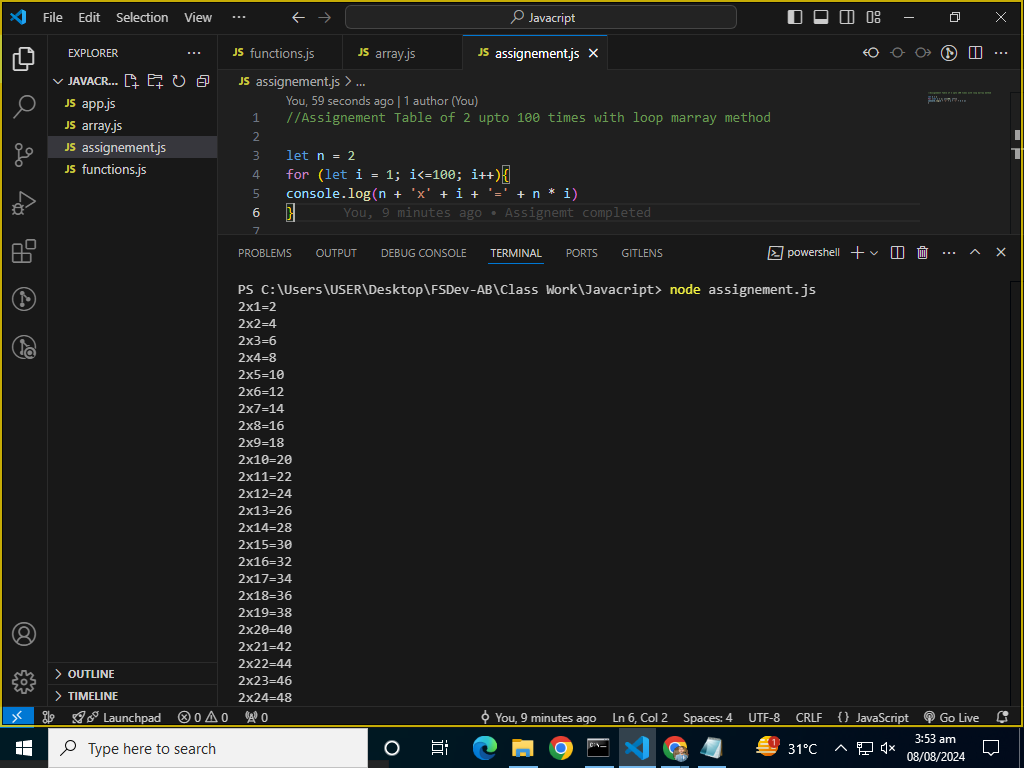 File Edit Selection View ··· Javacript
EXPLORER ···
JAVACR...
JS app.js
JS array.js
JS assignement.js
JS functions.js
OUTLINE
TIMELINE
JS functions.js JS array.js JS assignement.js
JS assignement.js > ...
You, 59 seconds ago | 1 author (You)
1 //Assignement Table of 2 upto 100 times with loop marray method
2
3 let n = 2
4 for (let i = 1; i<=100; i++){
5 console.log(n + 'x' + i + '=' + n * i)
6 } You, 9 minutes ago • Assignemt completed
7
PROBLEMS OUTPUT DEBUG CONSOLE TERMINAL PORTS GITLENS powershell
PS C:\Users\USER\Desktop\FSDev-AB\Class Work\Javacript> node assignement.js
2x1=2
2x2=4
2x3=6
2x4=8
2x5=10
2x6=12
2x7=14
2x8=16
2x9=18
2x10=20
2x11=22
2x12=24
2x13=26
2x14=28
2x15=30
2x16=32
2x17=34
2x18=36
2x19=38
2x20=40
2x21=42
2x22=44
2x23=46
2x24=48
Launchpad 0 0 0 You, 9 minutes ago Ln 6, Col 2 Spaces: 4 UTF-8 CRLF {} JavaScript Go Live
Type here to search 1 31°C 3:53 am
08/08/2024